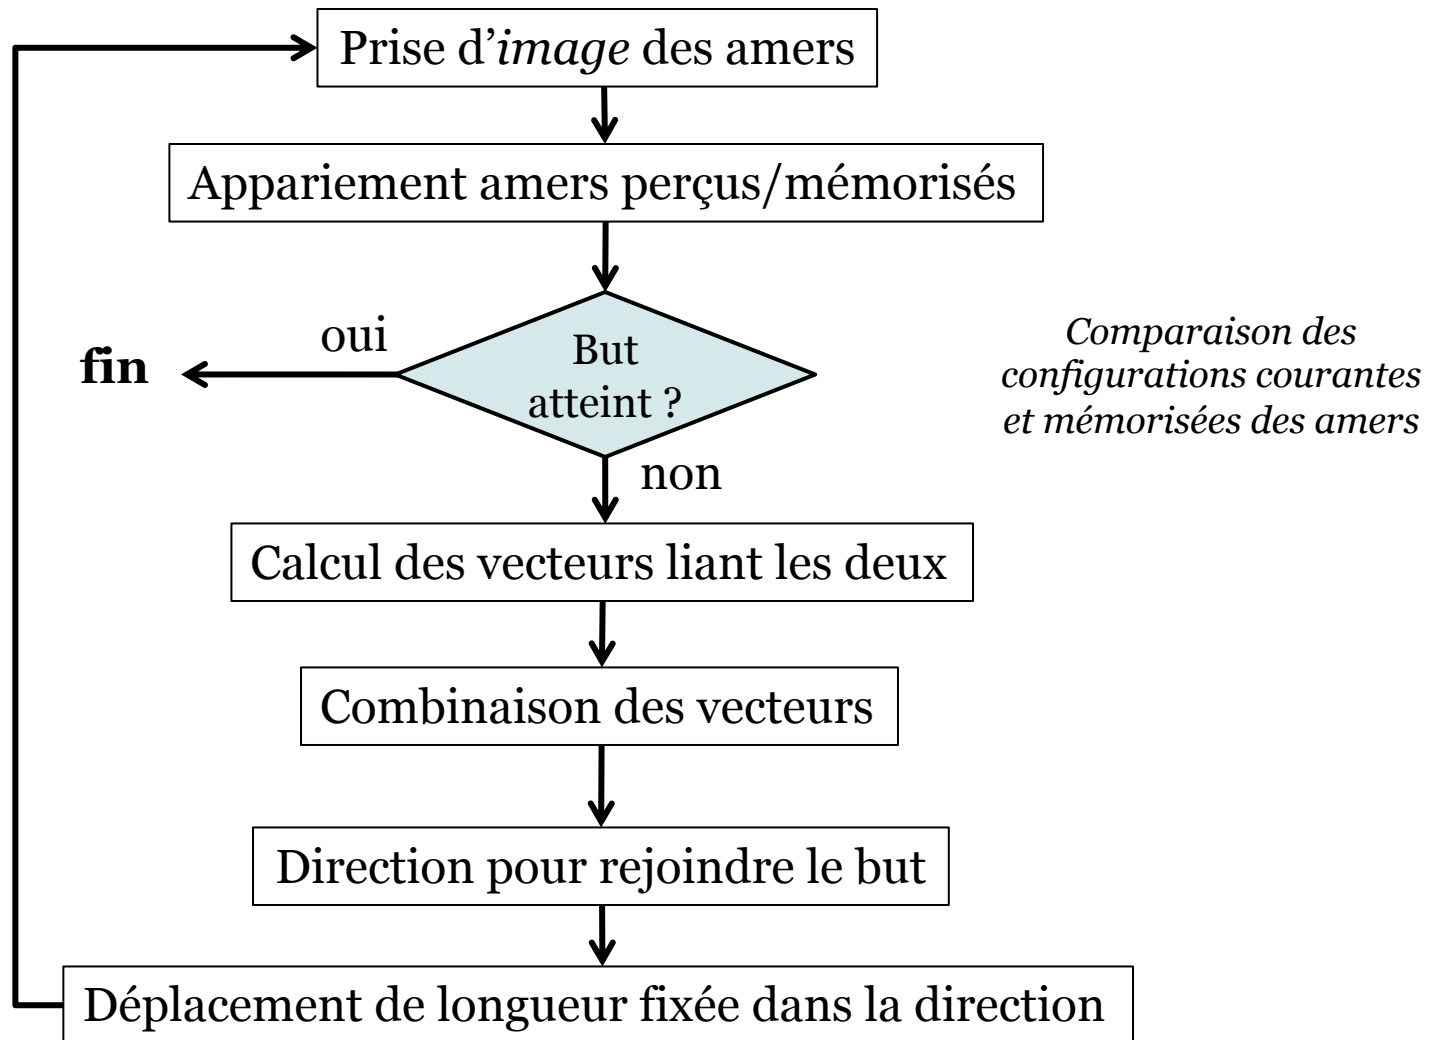 Prise d’image des amers
Appariement amers perçus/mémorisés
oui
fin
But
atteint ?
Comparaison des
configurations courantes
et mémorisées des amers
non
Calcul des vecteurs liant les deux
Combinaison des vecteurs
Direction pour rejoindre le but
Déplacement de longueur fixée dans la direction